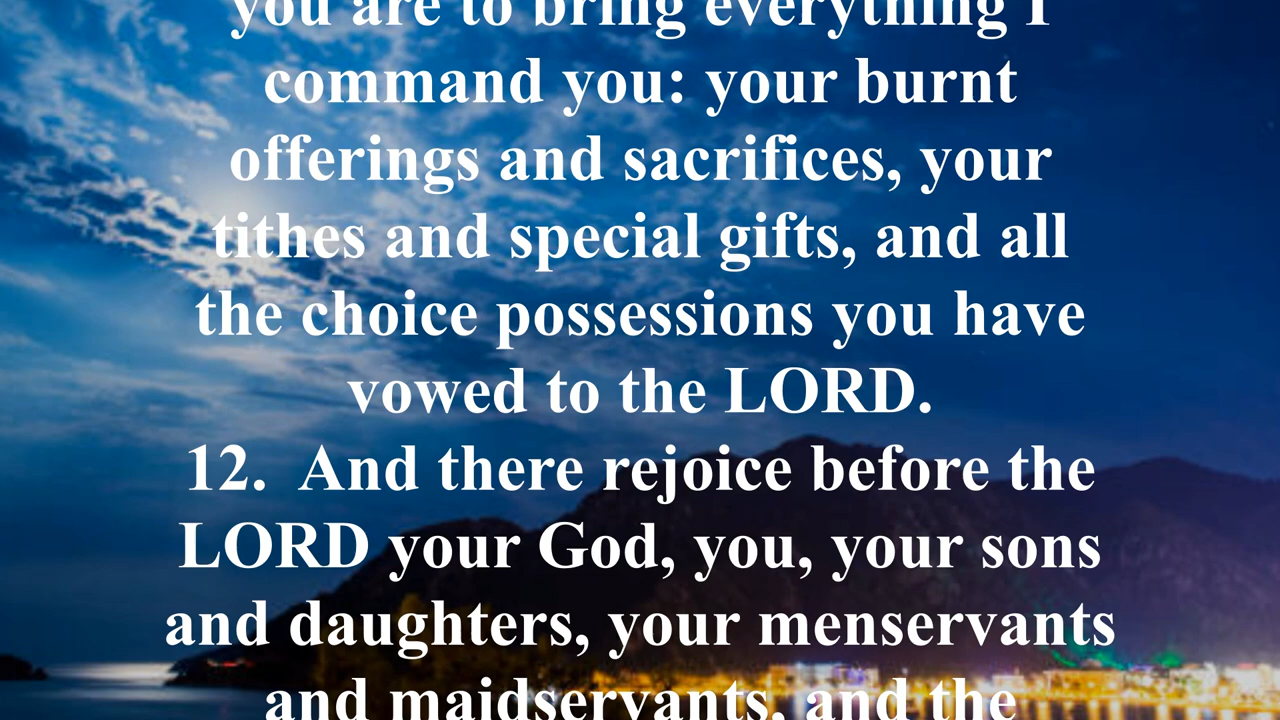 you are to bring everything I
command you: your burnt
offerings and sacrifices, your
tithes and special gifts, and all
the choice possessions you have
vowed to the LORD.
12. And there rejoice before the
LORD your God, you, your sons
and daughters, your menservants
and maidservants, and the